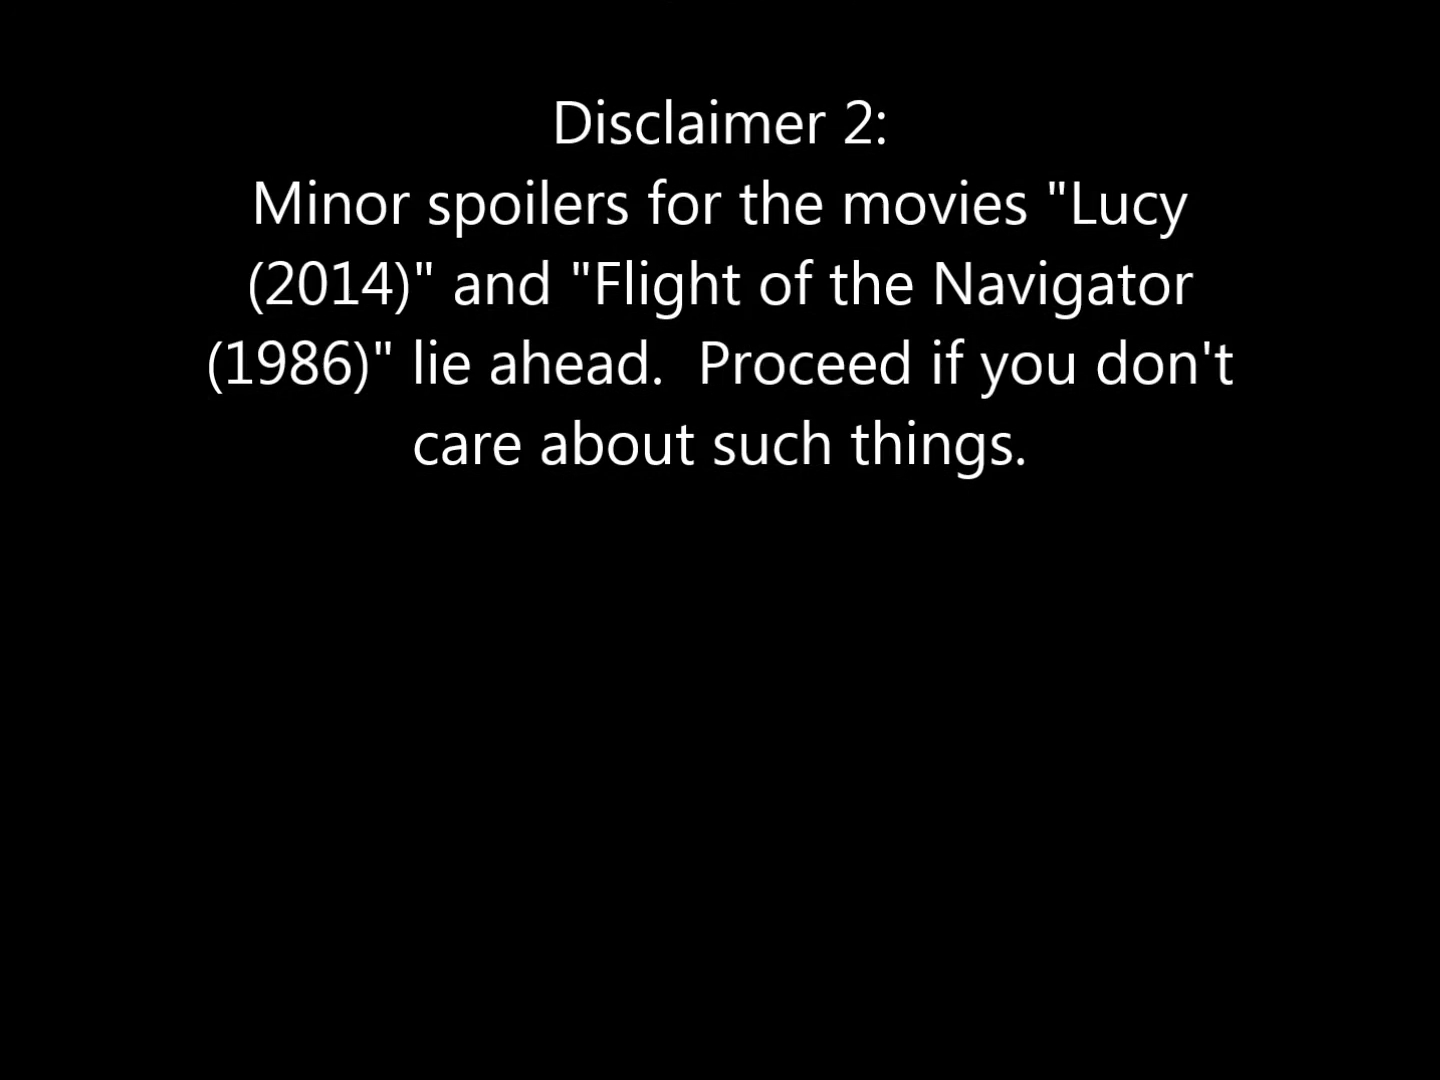 Disclaimer 2:
Minor spoilers for the movies "Lucy
(2014)" and "Flight of the Navigator
(1986)" lie ahead.  Proceed if you don't
care about such things.